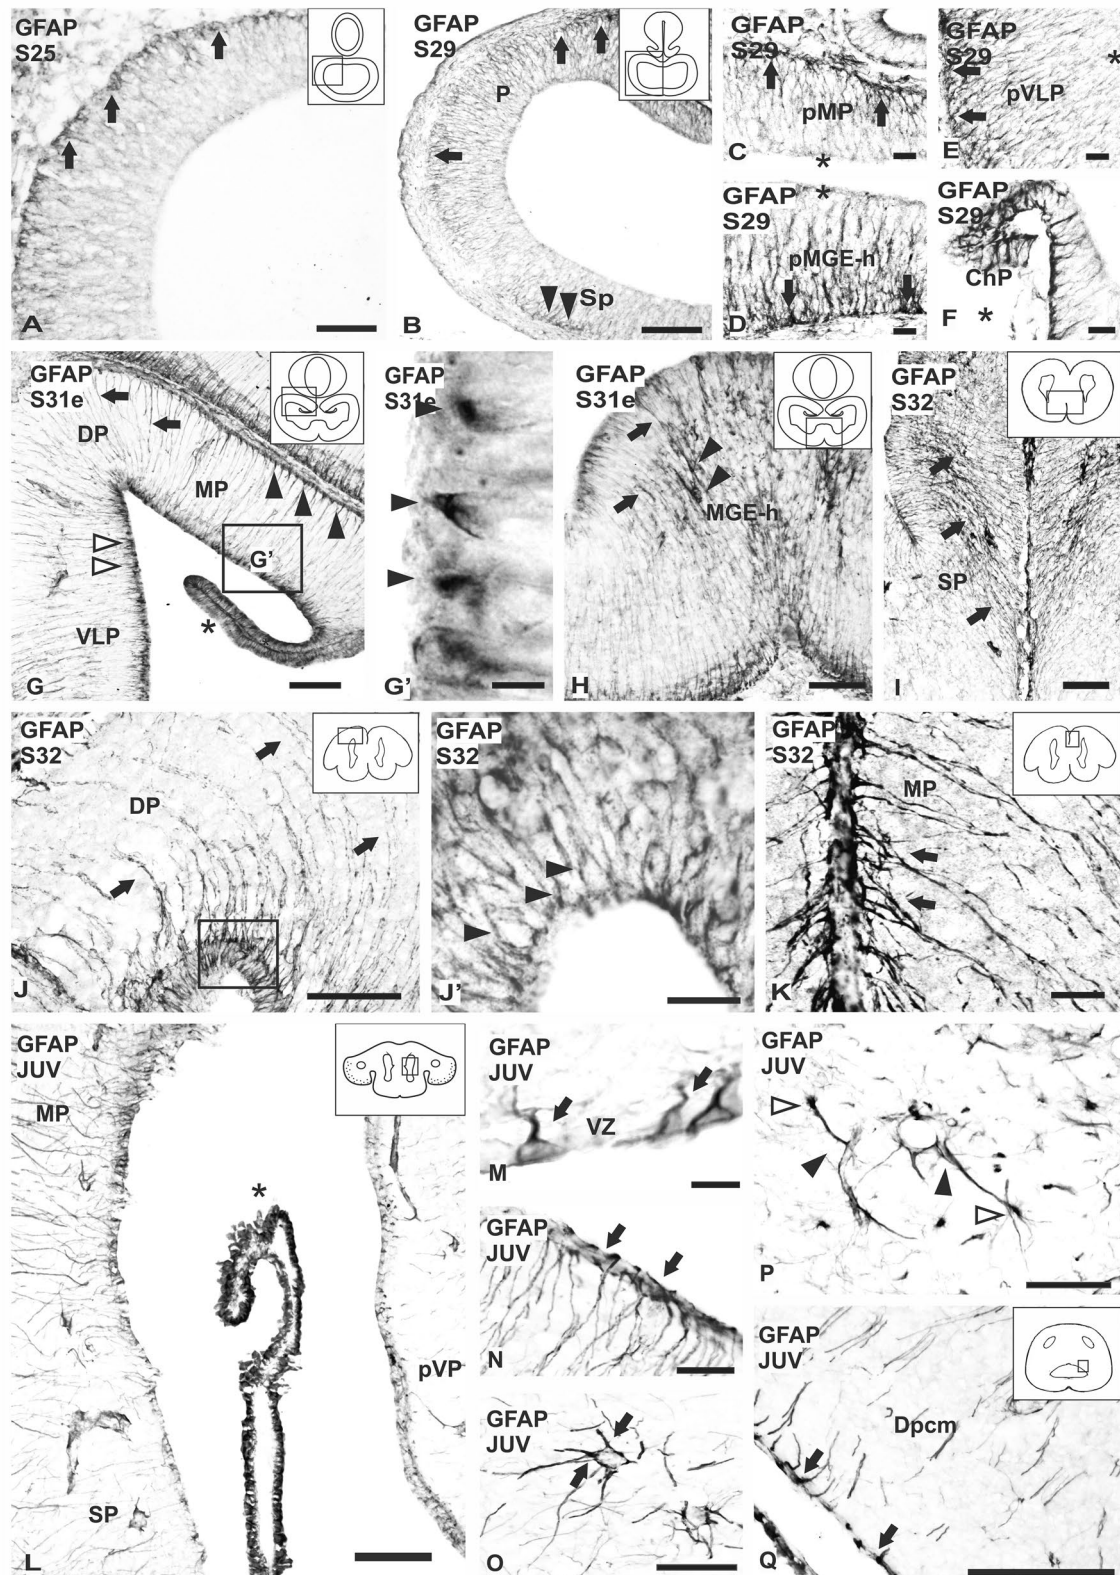 GFAP
S25
A
GFAP
S29
P
Sp
B
GFAP
S29
pMP
C
*
GFAP
S29
*
pVLP
E
*
GFAP
S29
pMGE-h
D
GFAP
S29
ChP
F
*
GFAP
S31e
DP
MP
G'
VLP
*
G
GFAP
S31e
G'
GFAP
S31e
MGE-h
H
GFAP
S32
SP
I
GFAP
S32
DP
J
GFAP
S32
J'
GFAP
S32
MP
K
GFAP
JUV
MP
*
pVP
SP
L
GFAP
JUV
VZ
M
GFAP
JUV
N
GFAP
JUV
O
GFAP
JUV
P
GFAP
JUV
Dpcm
Q